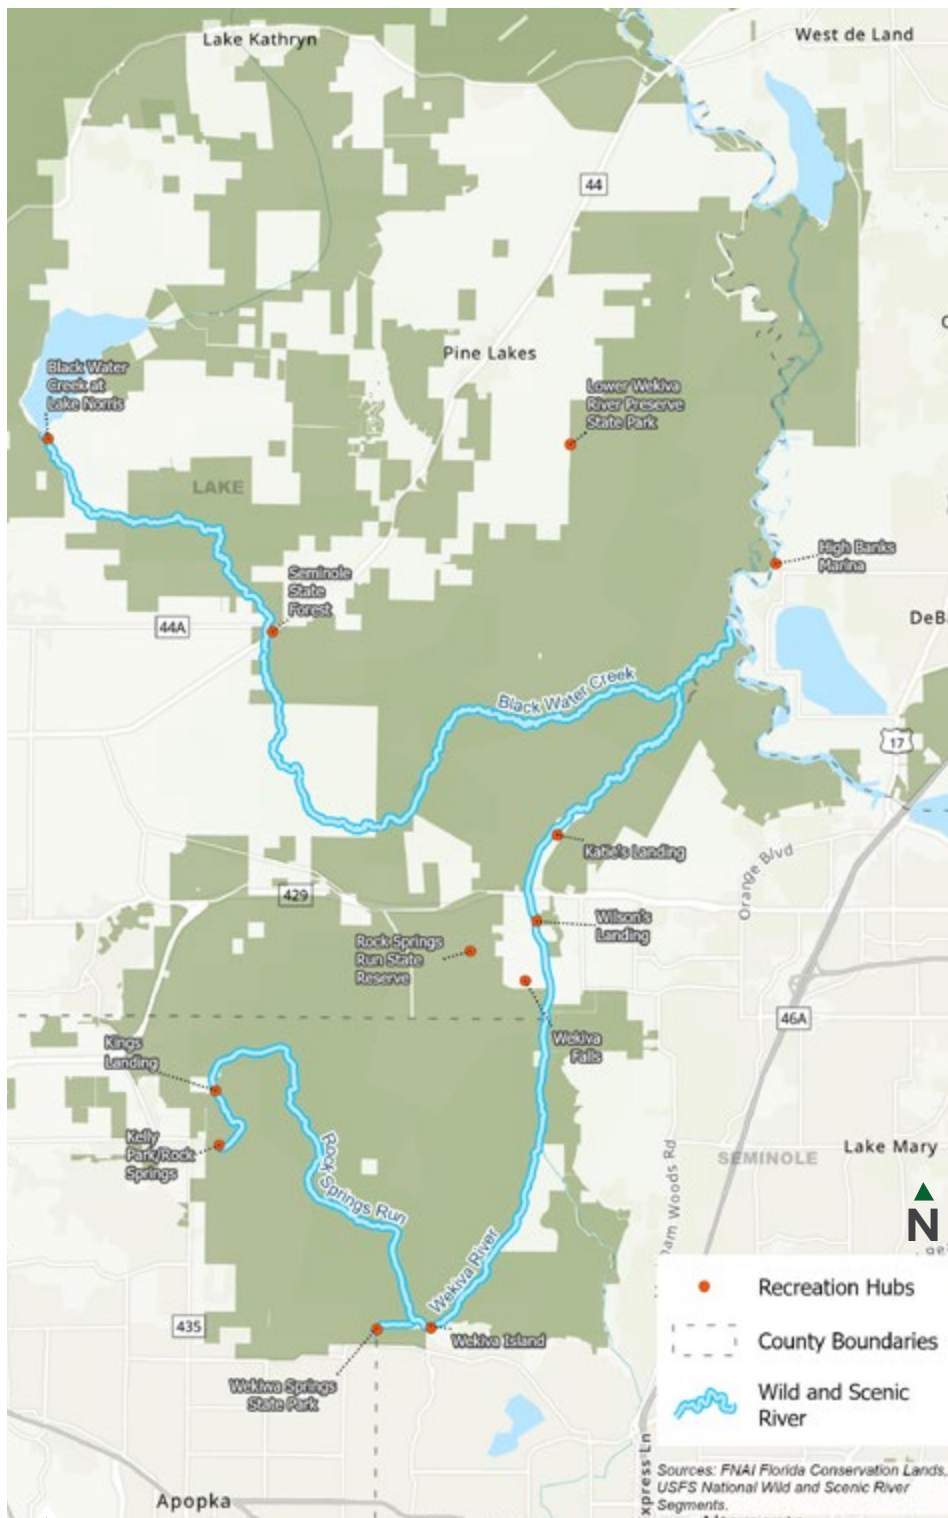 Lake Kathryn
West de Land
44
Pine Lakes
Black Water
Creek at
Lake Norris
Lower Wekiva
River Preserve
State Park
LAKE
High Banks
Marina
Seminole
State
Forest
44A
Black Water Creek
17
Katie's Landing
Orange Blvd
429
Wilson's
Landing
Rock Springs
Run State
Reserve
46A
Wekiva
Falls
Kings
Landing
Kelly
Park/Rock
Springs
Rock Springs Run
Lake Mary
SEMINOLE
Woods Rd
N
Wekiva River
435
Wekiva Island
Wekiwa Springs
State Park
Recreation Hubs
County Boundaries
Wild and Scenic
River
Apopka
Sources: FNAI Florida Conservation Lands,
USFS National Wild and Scenic River
Segments.